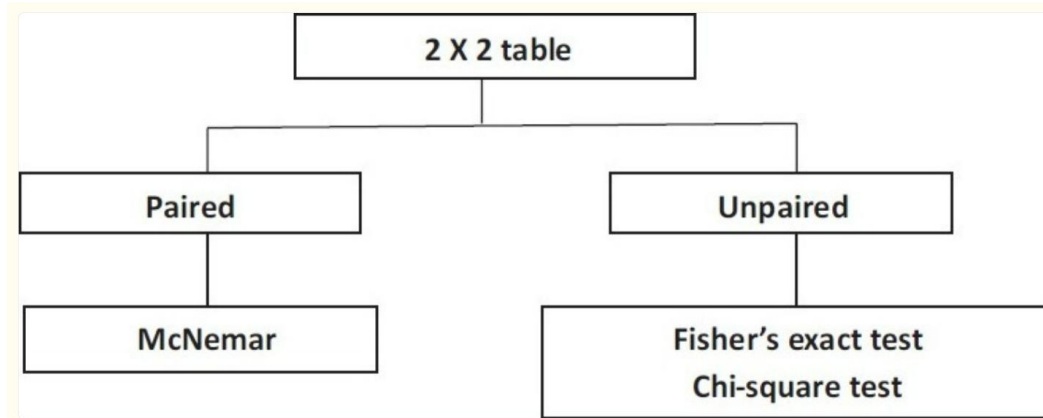 2 X 2 table
Paired
Unpaired
McNemar
Fisher’s exact test
Chi-square test